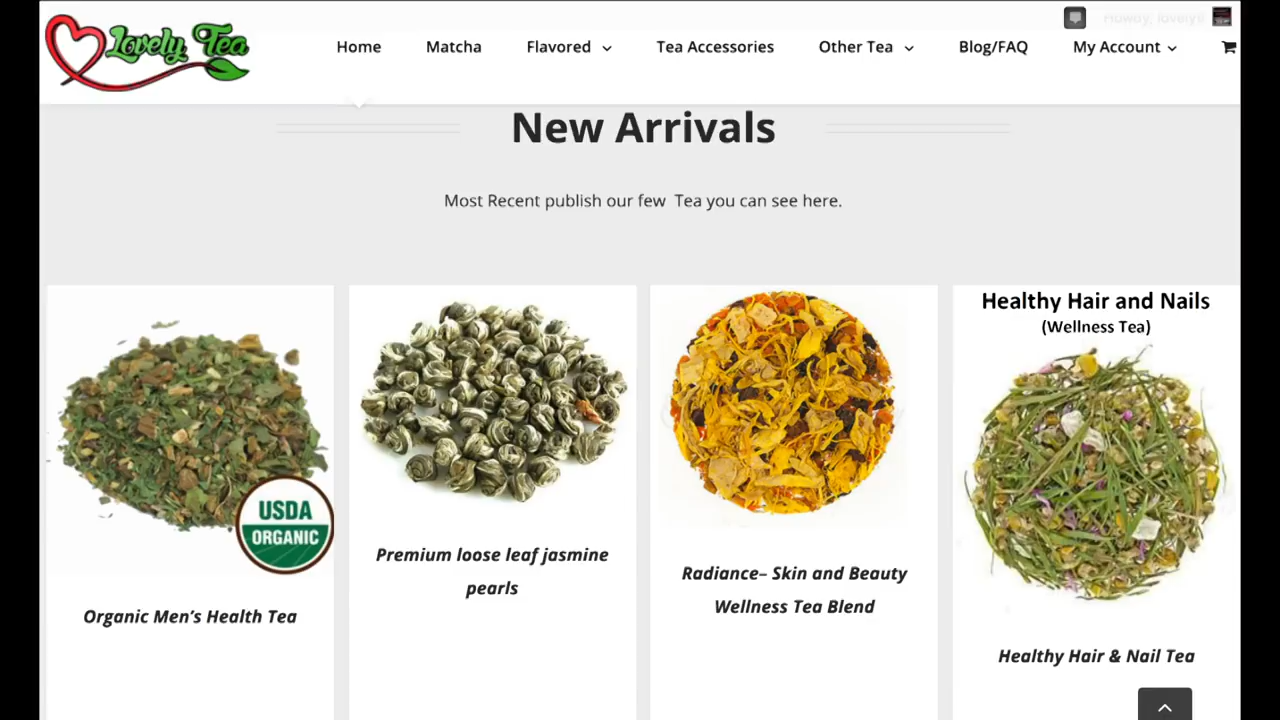 Howdy, lovely
Lovely Tea
Home Matcha Flavored Tea Accessories Other Tea Blog/FAQ My Account
New Arrivals
Most Recent publish our few Tea you can see here.
Healthy Hair and Nails
(Wellness Tea)
USDA
ORGANIC
Premium loose leaf jasmine
pearls
Radiance– Skin and Beauty
Wellness Tea Blend
Organic Men's Health Tea
Healthy Hair & Nail Tea